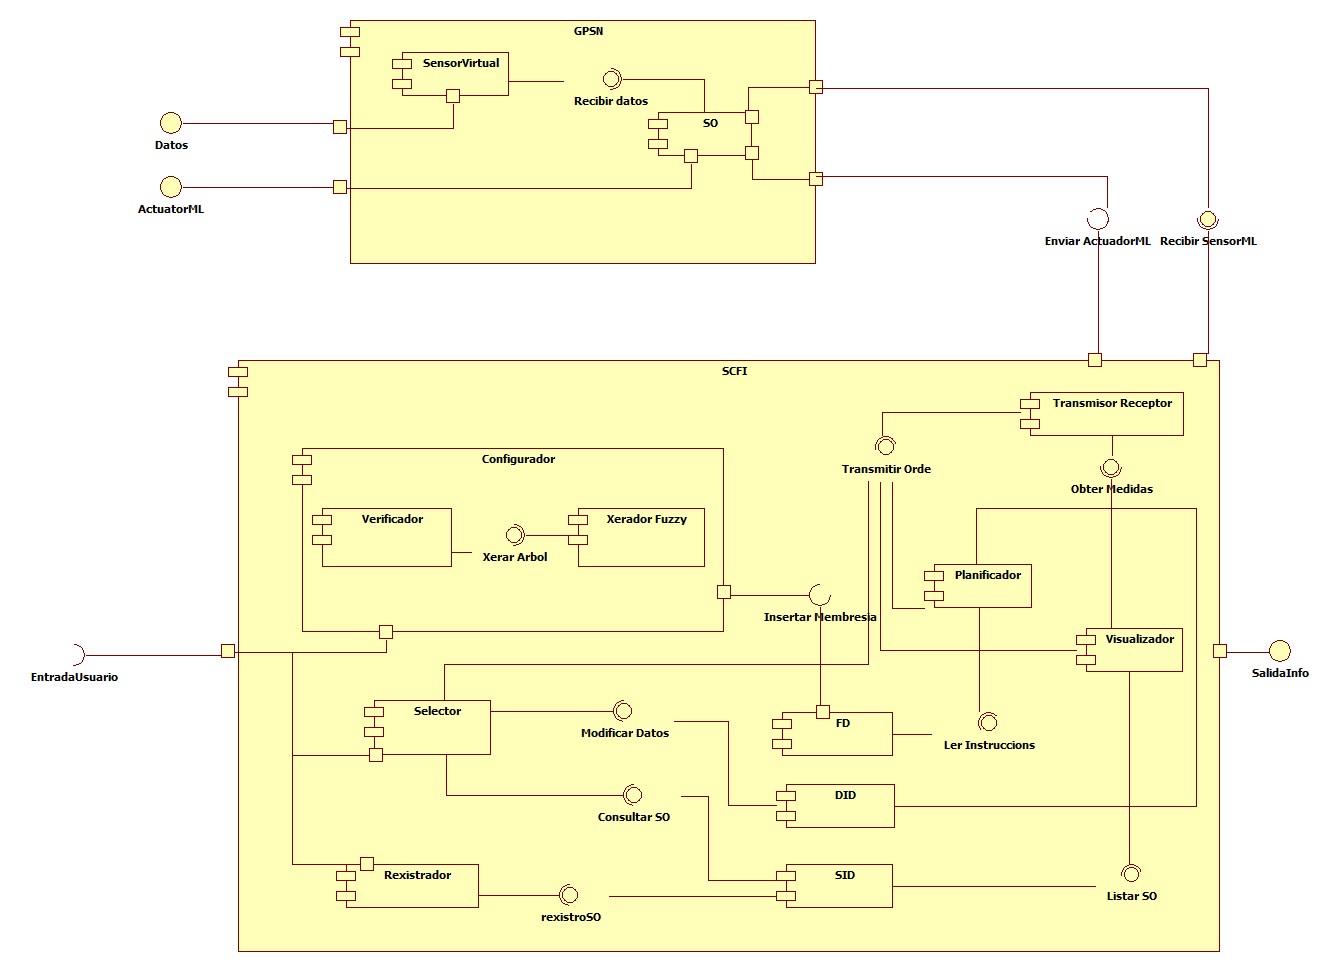 GPSN
SensorVirtual
Recibir datos
SO
Datos
ActuatorML
Enviar ActuadorML
Recibir SensorML
SCFI
Transmisor Receptor
Configurador
Transmitir Orde
Obter Medidas
Verificador
Xerador Fuzzy
Xerar Arbol
Planificador
Insertar Membresia
Visualizador
EntradaUsuario
SalidaInfo
Selector
Modificar Datos
FD
Ler Instruccions
DID
Consultar SO
Rexistrador
SID
Listar SO
rexistroSO